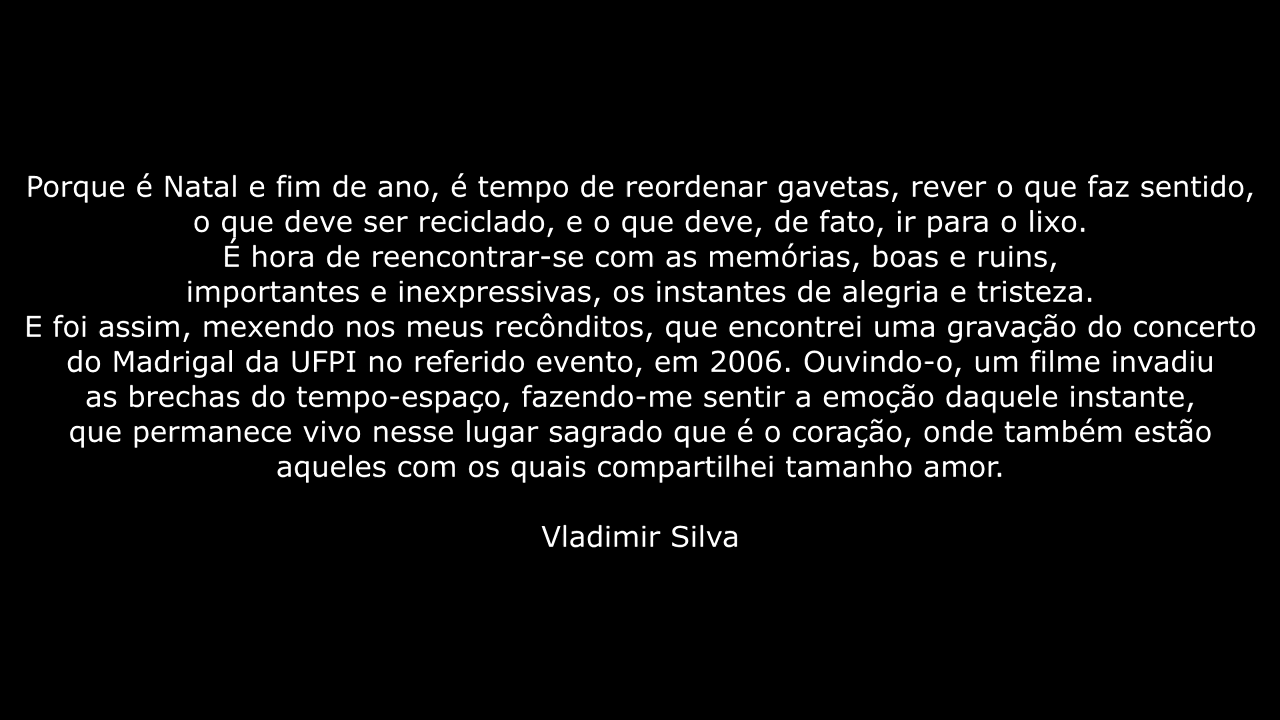 Porque é Natal e fim de ano, é tempo de reordenar gavetas, rever o que faz sentido,
o que deve ser reciclado, e o que deve, de fato, ir para o lixo.
É hora de reencontrar-se com as memórias, boas e ruins,
importantes e inexpressivas, os instantes de alegria e tristeza.
E foi assim, mexendo nos meus recônditos, que encontrei uma gravação do concerto
do Madrigal da UFPI no referido evento, em 2006. Ouvindo-o, um filme invadiu
as brechas do tempo-espaço, fazendo-me sentir a emoção daquele instante,
que permanece vivo nesse lugar sagrado que é o coração, onde também estão
aqueles com os quais compartilhei tamanho amor.
Vladimir Silva